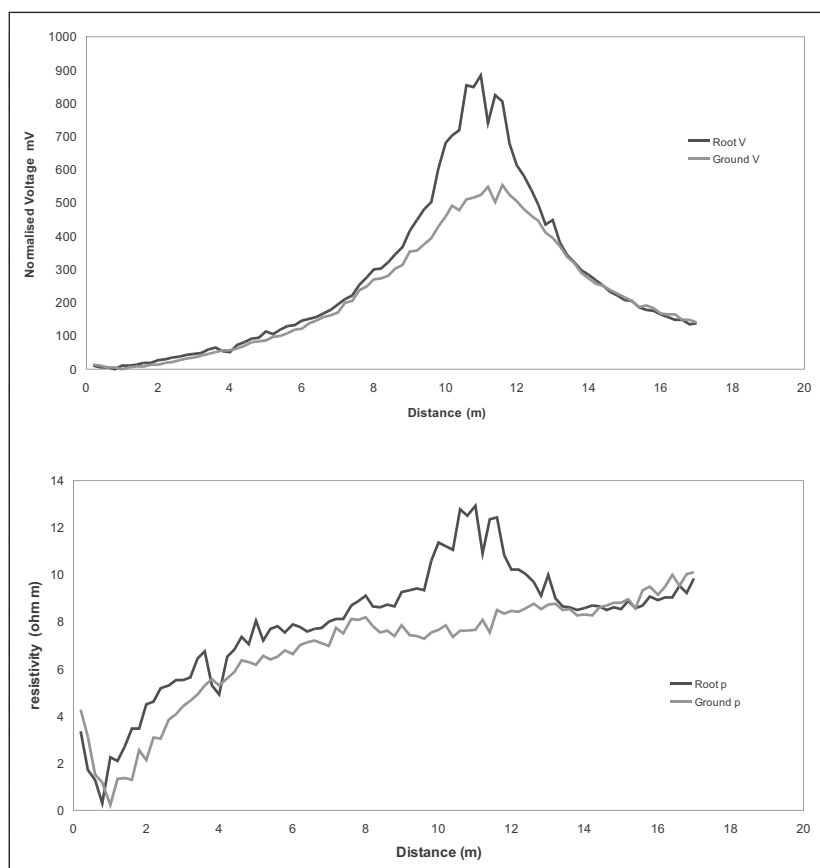 1000
900
800
700
600
500
400
300
200
100
0
Normalised Voltage mV
0 2 4 6 8 10 12 14 16 18 20
Distance (m)
Root V
Ground V
14
12
10
8
6
4
2
0
resistivity (ohm m)
0 2 4 6 8 10 12 14 16 18 20
Distance (m)
Root p
Ground p